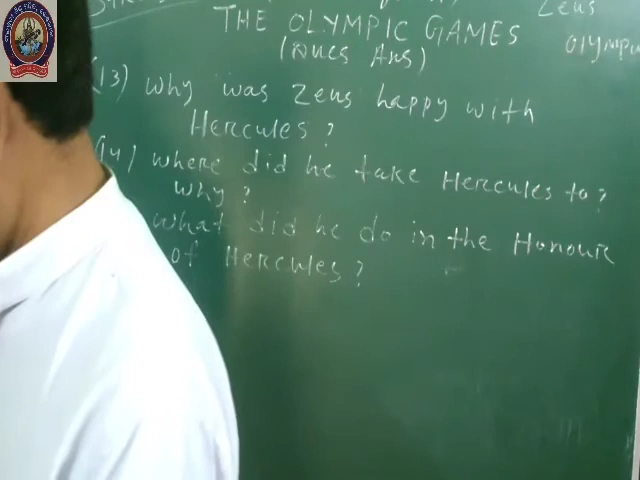 Zeus
THE OLYMPIC GAMES
(Ques Ans)
(13) Why was Zeus happy with
Hercules?
(14) Where did he take Hercules to?
Why?
What did he do in the Honour
of Hercules?